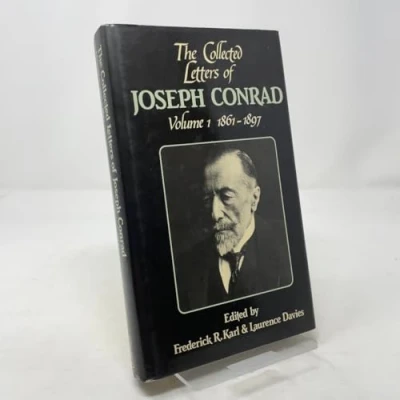 The Collected
Letters of
JOSEPH CONRAD
Volume 1 1861–1897
Edited by
Frederick R. Karl & Laurence Davies
The Collected Letters of Joseph Conrad